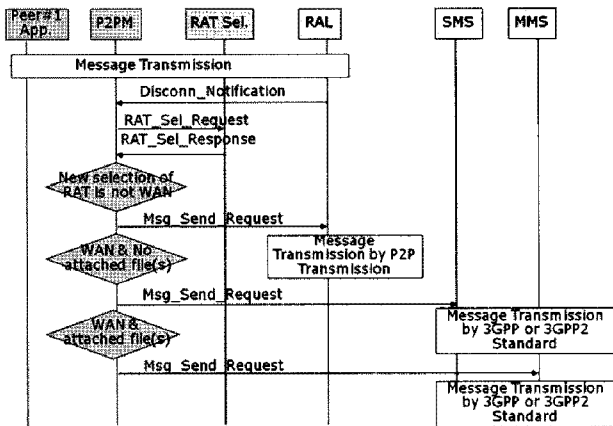 Peer#1
App.
P2PM
RAT Sel.
RAL
SMS
MMS
Message Transmission
Disconn_Notification
RAT_Sel_Request
RAT_Sel_Response
New selection of
RAT is not WAN
Msg_Send_Request
Message
Transmission by P2P
Transmission
WAN & No
attached file(s)
Msg_Send_Request
Message Transmission
by 3GPP or 3GPP2
Standard
WAN &
attached file(s)
Msg_Send_Request
Message Transmission
by 3GPP or 3GPP2
Standard